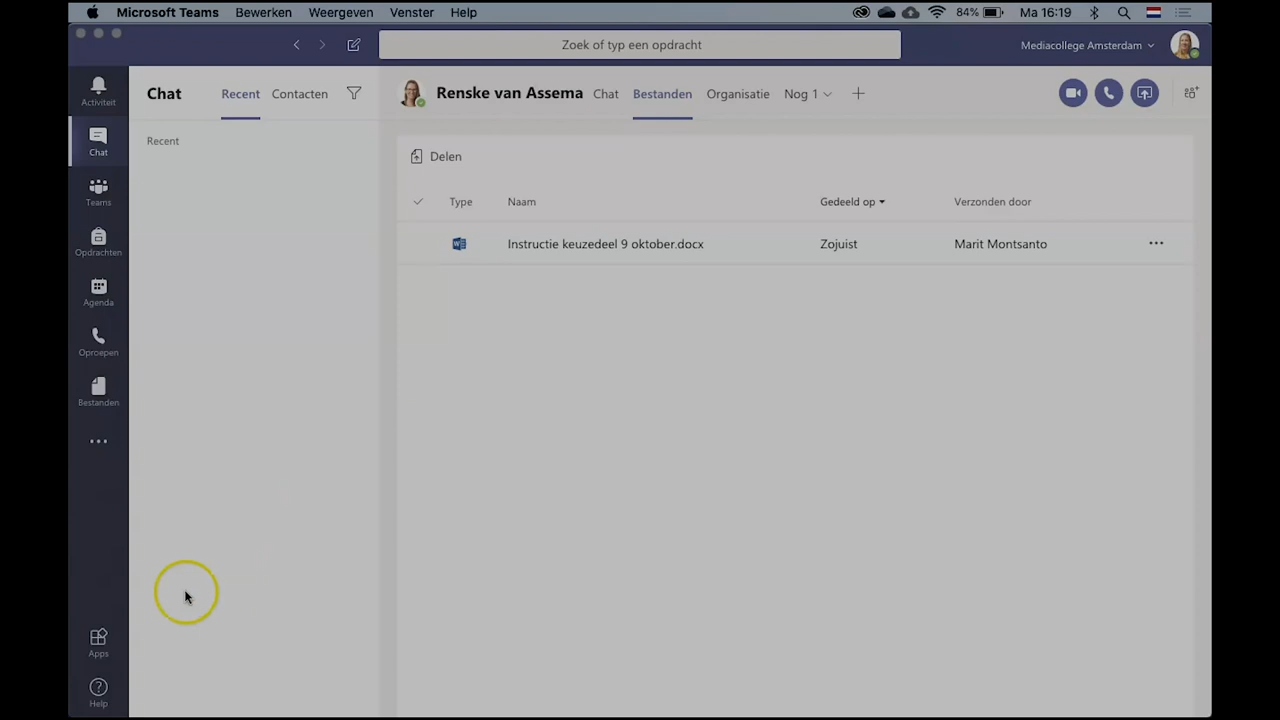 Microsoft Teams Bewerken Weergeven Venster Help 84% Ma 16:19
Zoek of typ een opdracht Mediacollege Amsterdam
Activiteit
Chat
Teams
Opdrachten
Agenda
Oproepen
Bestanden
Apps
Help
Chat Recent Contacten
Recent
Renske van Assema Chat Bestanden Organisatie Nog 1
Delen
Type Naam Gedeeld op Verzonden door
W Instructie keuzedeel 9 oktober.docx Zojuist Marit Montsanto